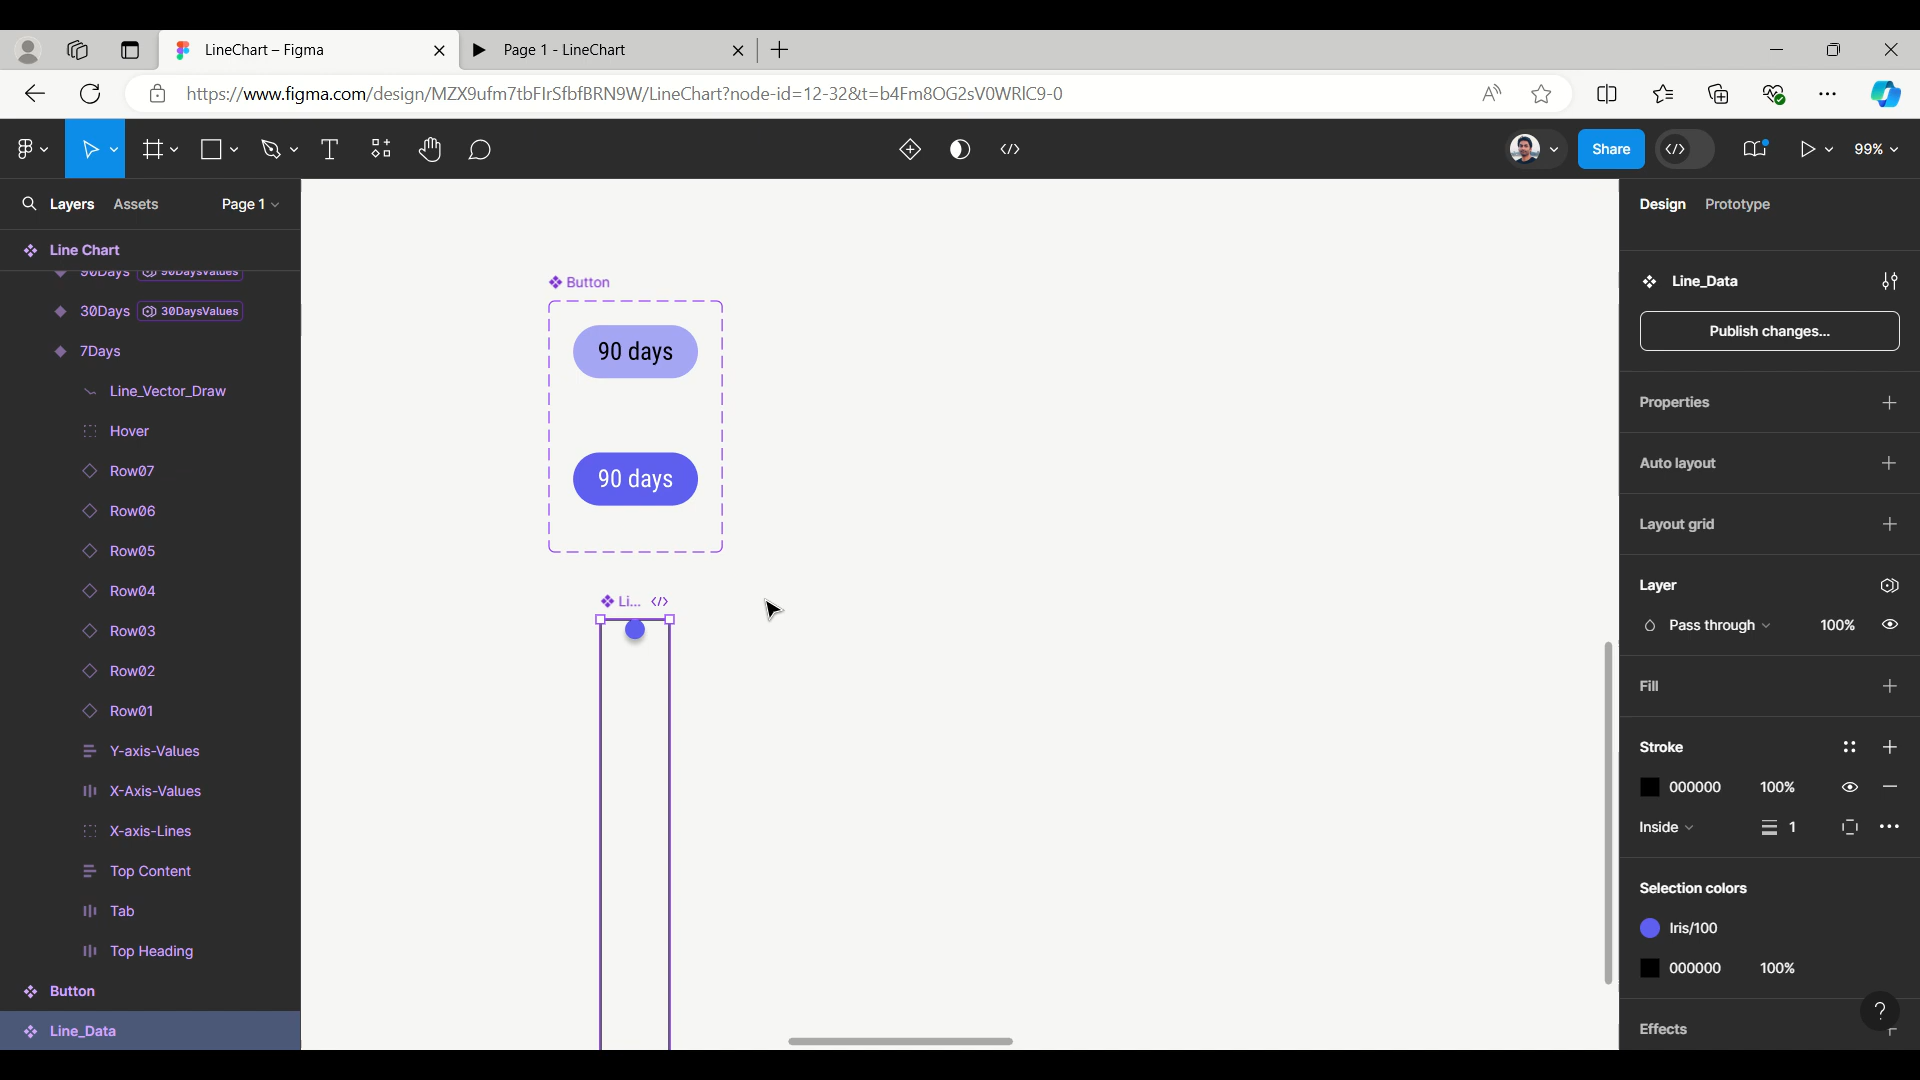 LineChart – Figma
Page 1 - LineChart
https://www.figma.com/design/MZX9ufm7tbFIrSfbfBRN9W/LineChart?node-id=12-32&t=b4Fm8OG2sV0WRlC9-0
Share
99%
Layers
Assets
Page 1
Line Chart
90Days
90DaysValues
30Days
30DaysValues
7Days
Line_Vector_Draw
Hover
Row07
Row06
Row05
Row04
Row03
Row02
Row01
Y-axis-Values
X-Axis-Values
X-axis-Lines
Top Content
Tab
Top Heading
Button
Line_Data
Button
90 days
90 days
Li...
Design
Prototype
Line_Data
Publish changes...
Properties
Auto layout
Layout grid
Layer
Pass through
100%
Fill
Stroke
000000
100%
Inside
1
Selection colors
Iris/100
000000
100%
Effects
?